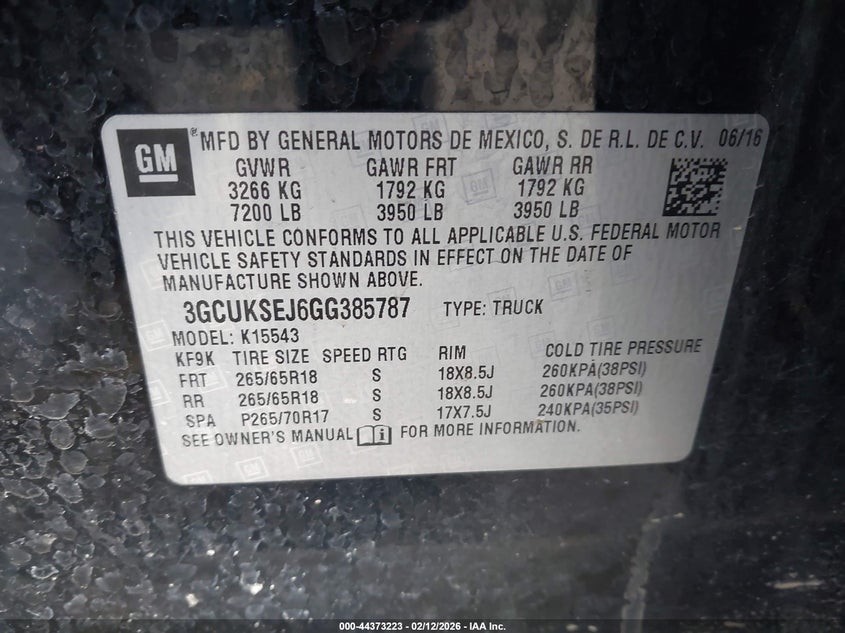 GM ® MFD BY GENERAL MOTORS DE MEXICO, S. DE R.L. DE C.V. 06/16
GVWR GAWR FRT GAWR RR
3266 KG 1792 KG 1792 KG
7200 LB 3950 LB 3950 LB
THIS VEHICLE CONFORMS TO ALL APPLICABLE U.S. FEDERAL MOTOR
VEHICLE SAFETY STANDARDS IN EFFECT ON THE DATE OF
MANUFACTURE SHOWN ABOVE.
3GCUKSEJ6GG385787 TYPE: TRUCK
MODEL: K15543
KF9K TIRE SIZE SPEED RTG RIM COLD TIRE PRESSURE
FRT 265/65R18 S 18X8.5J 260KPA(38PSI)
RR 265/65R18 S 18X8.5J 260KPA(38PSI)
SPA P265/70R17 S 17X7.5J 240KPA(35PSI)
SEE OWNER'S MANUAL i FOR MORE INFORMATION.
000-44373223 - 02/12/2026 - IAA Inc.